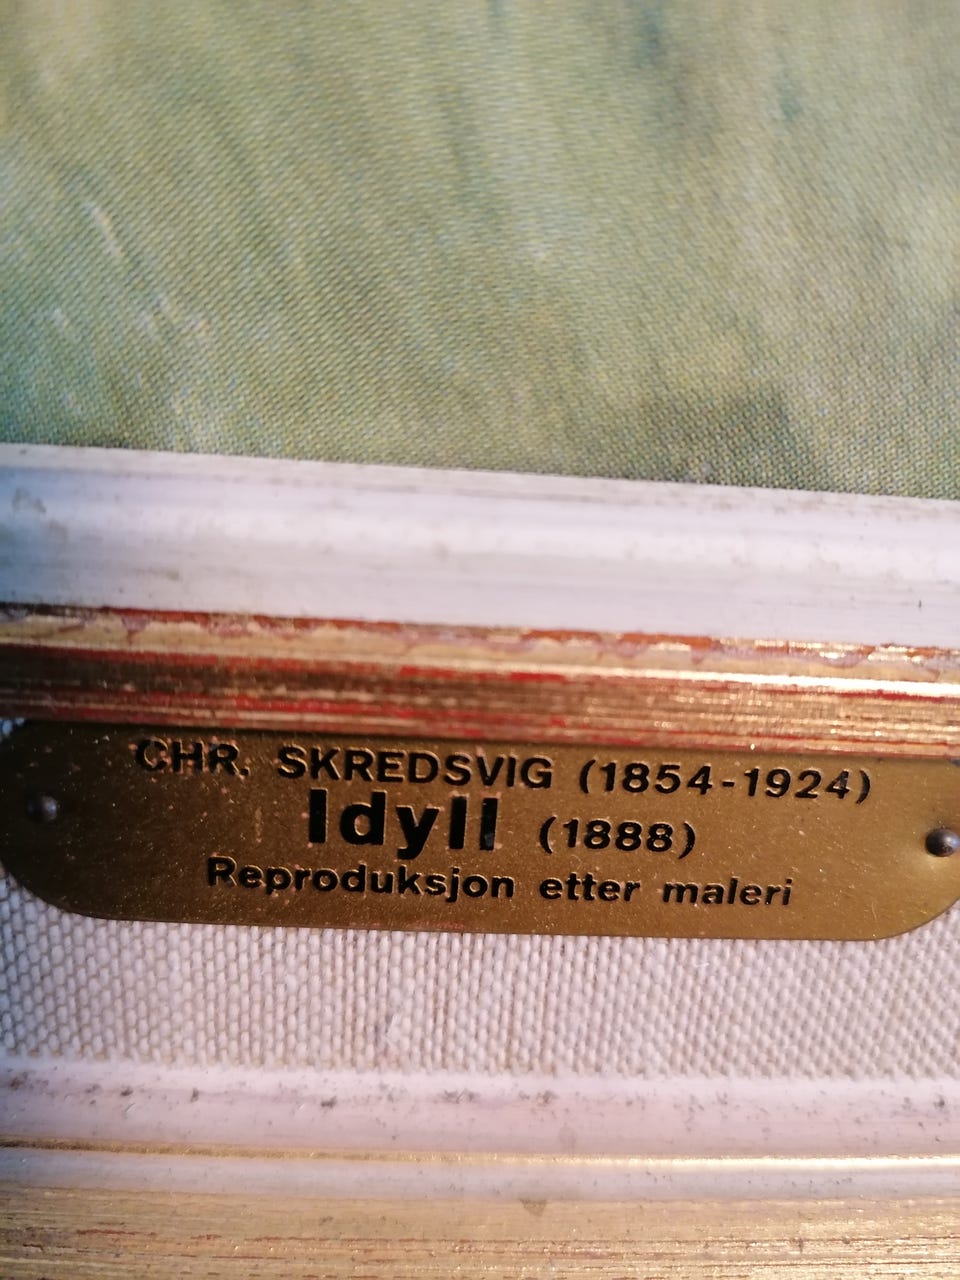 CHR. SKREDSVIG (1854-1924)
Idyll (1888)
Reproduksjon etter maleri